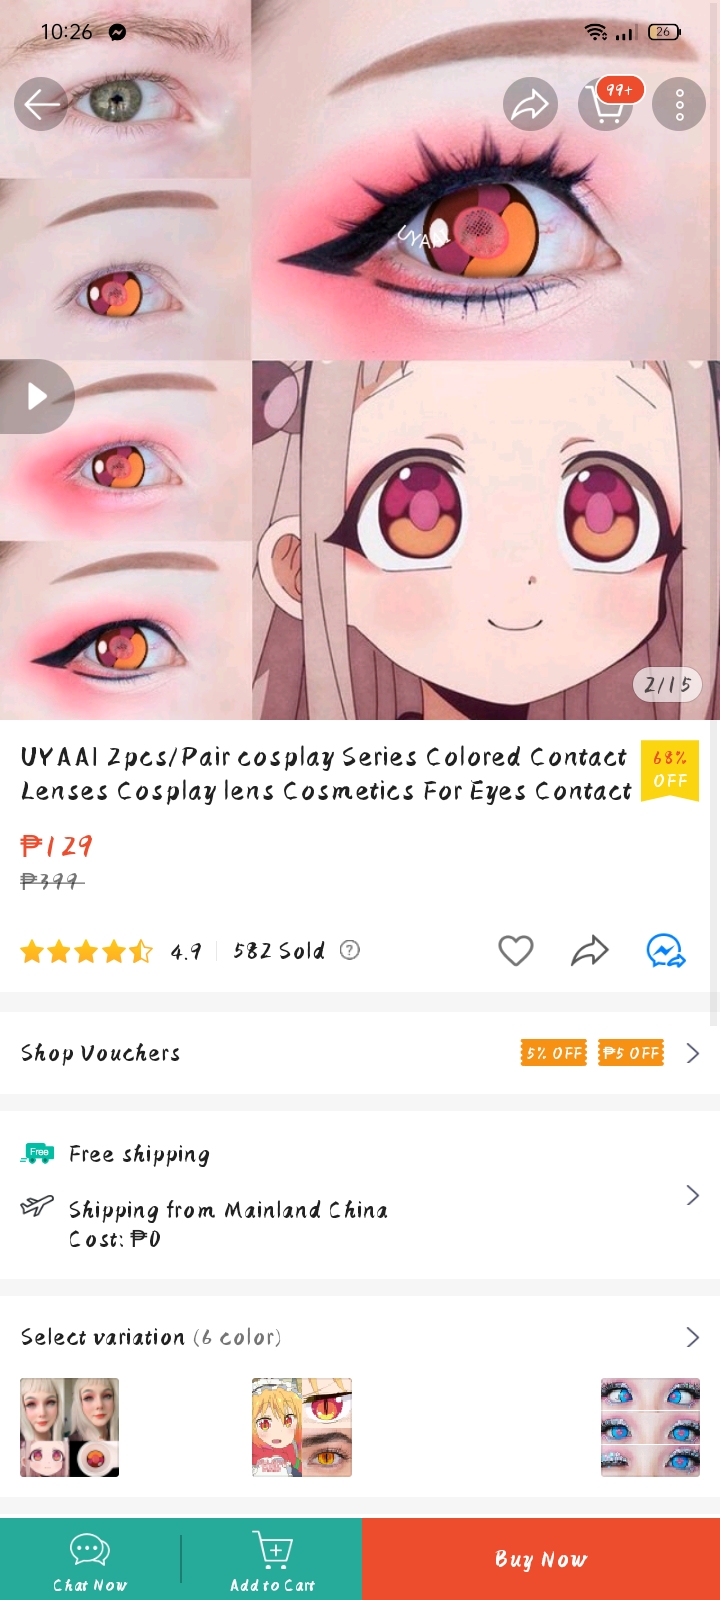 10:26
26
99+
UYAAI
2/15
UYAAI 2pcs/Pair cosplay Series Colored Contact
Lenses Cosplay lens Cosmetics For Eyes Contact
68%
OFF
₱129
₱399
4.9
582 Sold
?
Shop Vouchers
5% OFF
₱5 OFF
Free
Free shipping
Shipping from Mainland China
Cost: ₱0
Select variation (6 color)
Chat Now
Add to Cart
Buy Now